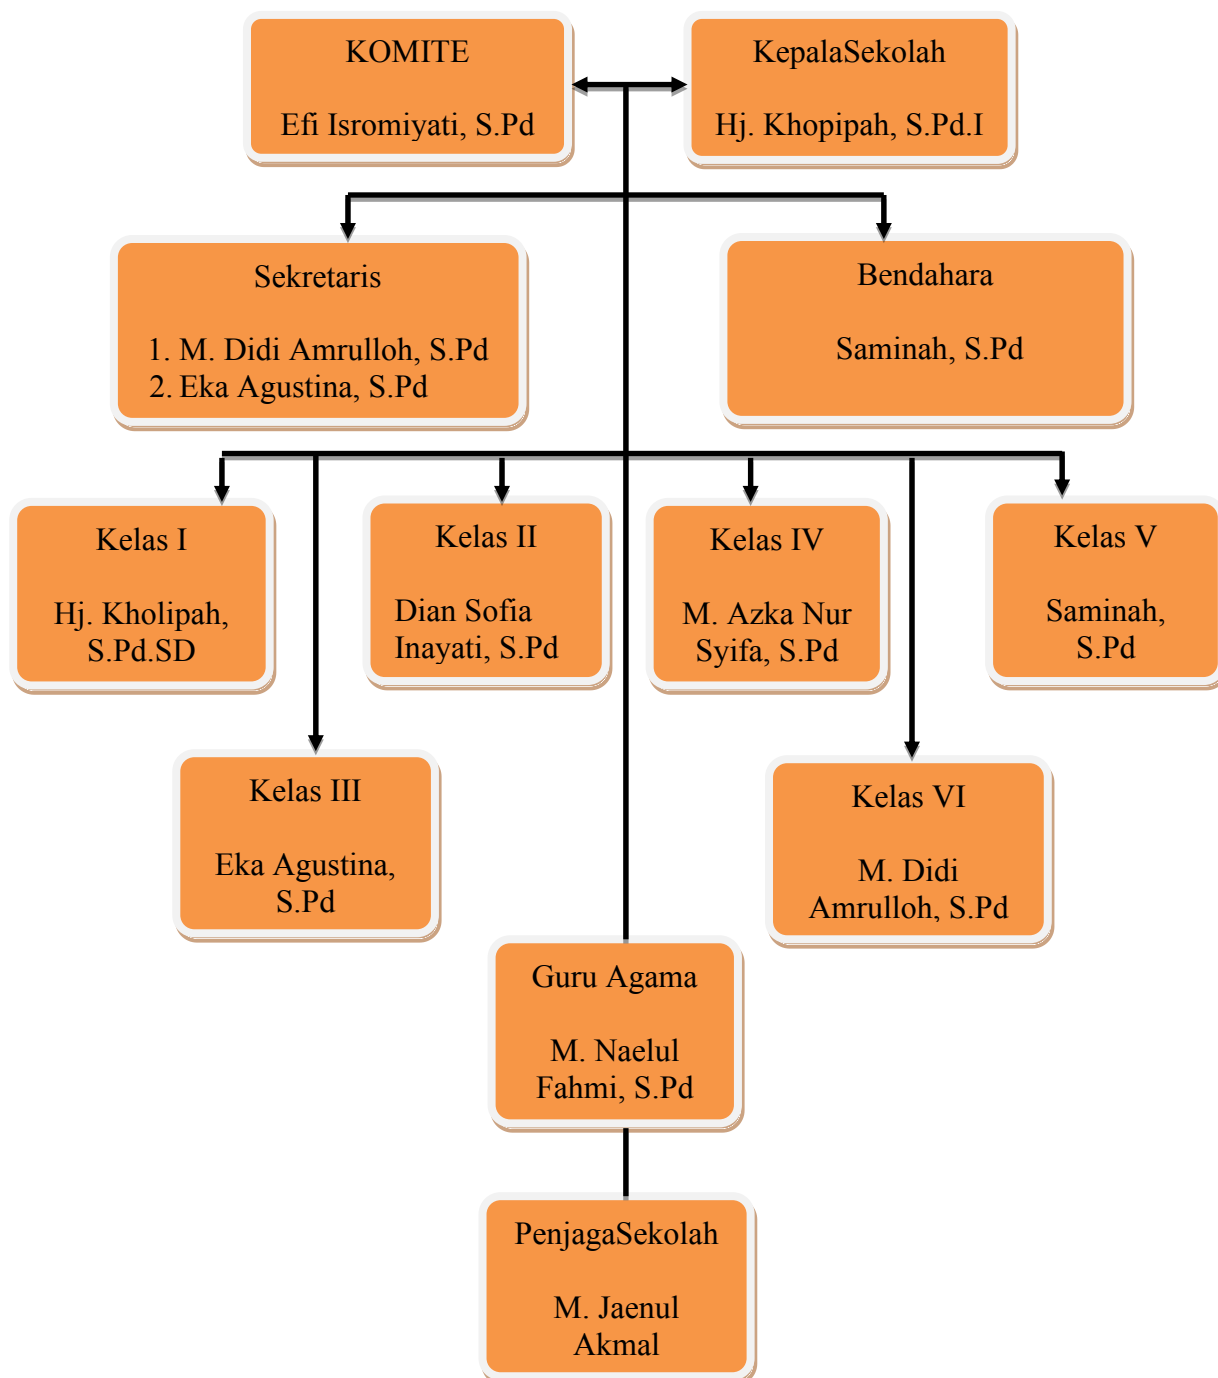 KOMITE
Efi Isromiyati, S.Pd
KepalaSekolah
Hj. Khopipah, S.Pd.I
Sekretaris
1. M. Didi Amrulloh, S.Pd
2. Eka Agustina, S.Pd
Bendahara
Saminah, S.Pd
Kelas I
Hj. Kholipah,
S.Pd.SD
Kelas II
Dian Sofia
Inayati, S.Pd
Kelas IV
M. Azka Nur
Syifa, S.Pd
Kelas V
Saminah,
S.Pd
Kelas III
Eka Agustina,
S.Pd
Kelas VI
M. Didi
Amrulloh, S.Pd
Guru Agama
M. Naelul
Fahmi, S.Pd
PenjagaSekolah
M. Jaenul
Akmal